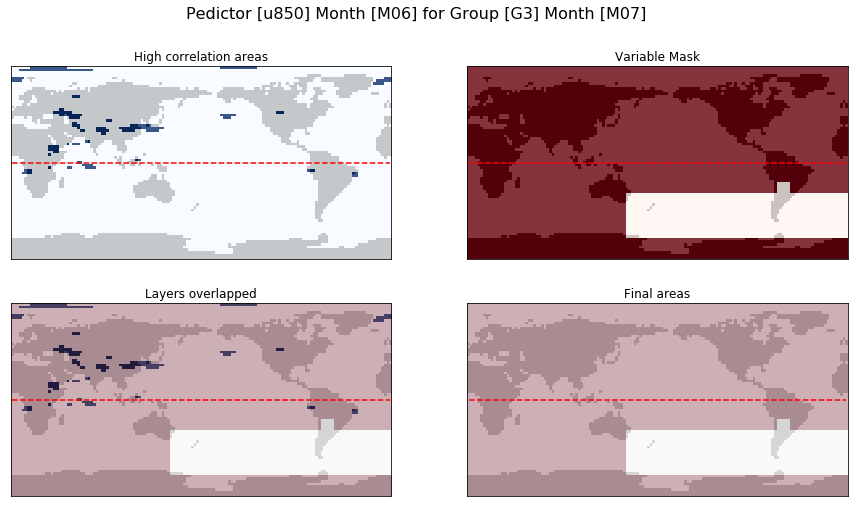 Pedictor [u850] Month [M06] for Group [G3] Month [M07]
High correlation areas
Variable Mask
Layers overlapped
Final areas